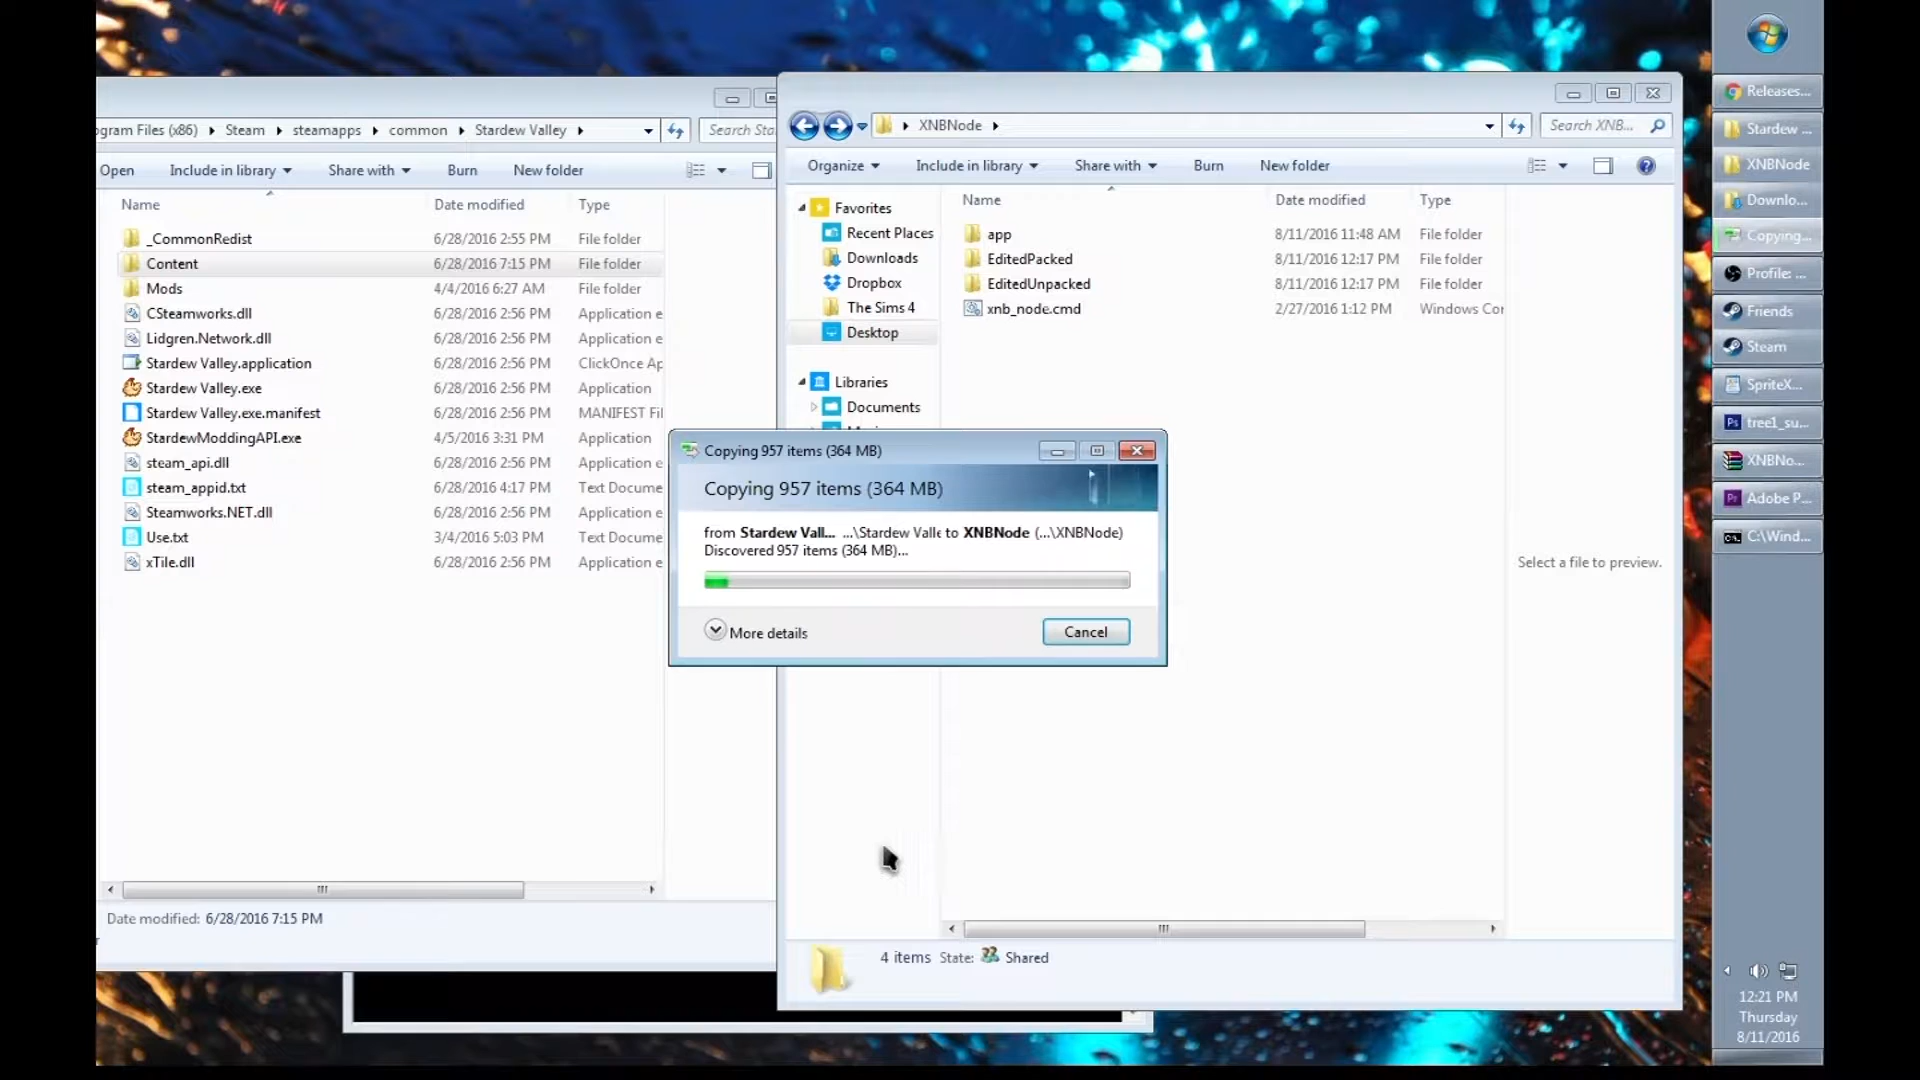 ogram Files (x86) Steam steamapps common Stardew Valley Search Sta
Open Include in library Share with Burn New folder
Name Date modified Type
_CommonRedist 6/28/2016 2:55 PM File folder
Content 6/28/2016 7:15 PM File folder
Mods 4/4/2016 6:27 AM File folder
CSteamworks.dll 6/28/2016 2:56 PM Application e
Lidgren.Network.dll 6/28/2016 2:56 PM Application e
Stardew Valley.application 6/28/2016 2:56 PM ClickOnce Ap
Stardew Valley.exe 6/28/2016 2:56 PM Application
Stardew Valley.exe.manifest 6/28/2016 2:56 PM MANIFEST Fil
StardewModdingAPI.exe 4/5/2016 3:31 PM Application
steam_api.dll 6/28/2016 2:56 PM Application e
steam_appid.txt 6/28/2016 4:17 PM Text Docume
Steamworks.NET.dll 6/28/2016 2:56 PM Application e
Use.txt 3/4/2016 5:03 PM Text Docume
xTile.dll 6/28/2016 2:56 PM Application e
Date modified: 6/28/2016 7:15 PM
XNBNode Search XNB...
Organize Include in library Share with Burn New folder
Favorites
Recent Places
Downloads
Dropbox
The Sims 4
Desktop
Libraries
Documents
Name Date modified Type
app 8/11/2016 11:48 AM File folder
EditedPacked 8/11/2016 12:17 PM File folder
EditedUnpacked 8/11/2016 12:17 PM File folder
xnb_node.cmd 2/27/2016 1:12 PM Windows Cor
Select a file to preview.
4 items State: Shared
Copying 957 items (364 MB)
Copying 957 items (364 MB)
from Stardew Vall... ...\Stardew Valle to XNBNode (...\XNBNode)
Discovered 957 items (364 MB)...
More details Cancel
Releases...
Stardew ...
XNBNode
Downlo...
Copying...
Profile: ...
Friends
Steam
SpriteX...
tree1_su...
XNBNo...
Adobe P...
C:\Wind...
12:21 PM
Thursday
8/11/2016